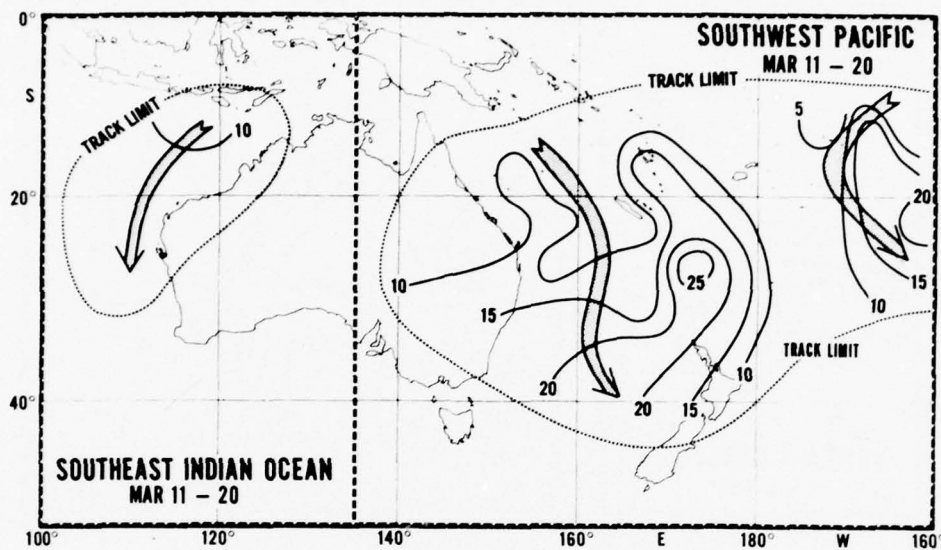 0°
SOUTHWEST PACIFIC
MAR 11 – 20
TRACK LIMIT
S
TRACK LIMIT
10
5
20°
20
10
25
15
15
10
TRACK LIMIT
20
20
15
10
40°
SOUTHEAST INDIAN OCEAN
MAR 11 – 20
100° 120° 140° 160° E 180° W 160°